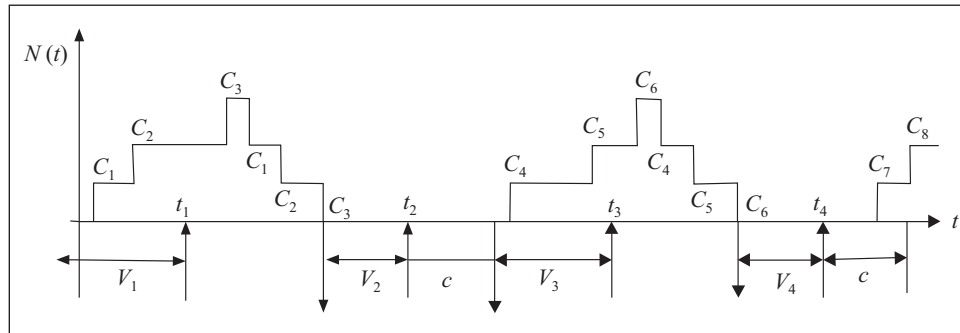 N (t)
C₃ C₆
C₂ C₅ C₈
C₁ C₁ C₄ C₄ C₇
C₂ C₃ C₅ C₆
t₁ t₂ t₃ t₄ t
V₁ V₂ c V₃ V₄ c